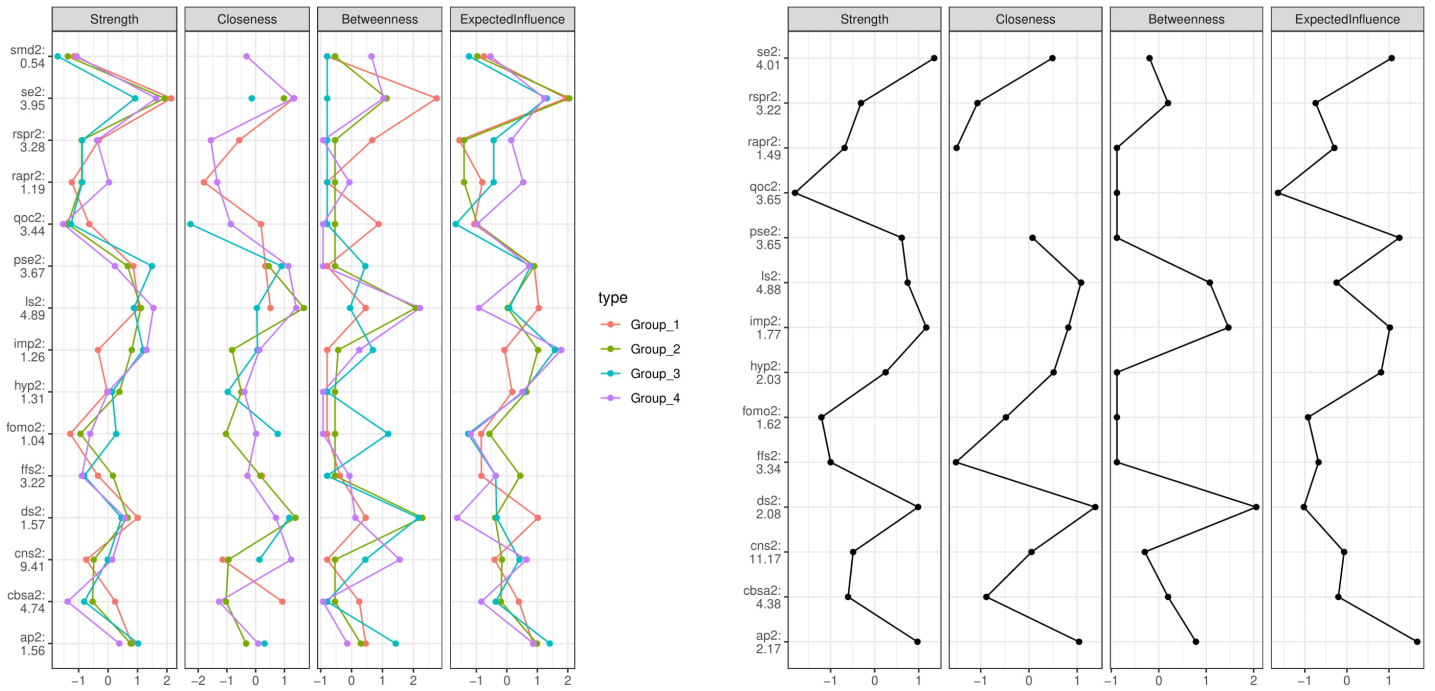 Strength Closeness Betweenness ExpectedInfluence
smd2:
0.54
se2:
3.95
rspr2:
3.28
rapr2:
1.19
qoc2:
3.44
pse2:
3.67
ls2:
4.89
imp2:
1.26
hyp2:
1.31
fomo2:
1.04
ffs2:
3.22
ds2:
1.57
cns2:
9.41
cbsa2:
4.74
ap2:
1.56
−1 0 1 2 −2 −1 0 1 −1 0 1 2 −1 0 1 2
type
Group_1
Group_2
Group_3
Group_4
Strength Closeness Betweenness ExpectedInfluence
se2:
4.01
rspr2:
3.22
rapr2:
1.49
qoc2:
3.65
pse2:
3.65
ls2:
4.88
imp2:
1.77
hyp2:
2.03
fomo2:
1.62
ffs2:
3.34
ds2:
2.08
cns2:
11.17
cbsa2:
4.38
ap2:
2.17
−1 0 1 −1 0 1 −1 0 1 2 −1 0 1